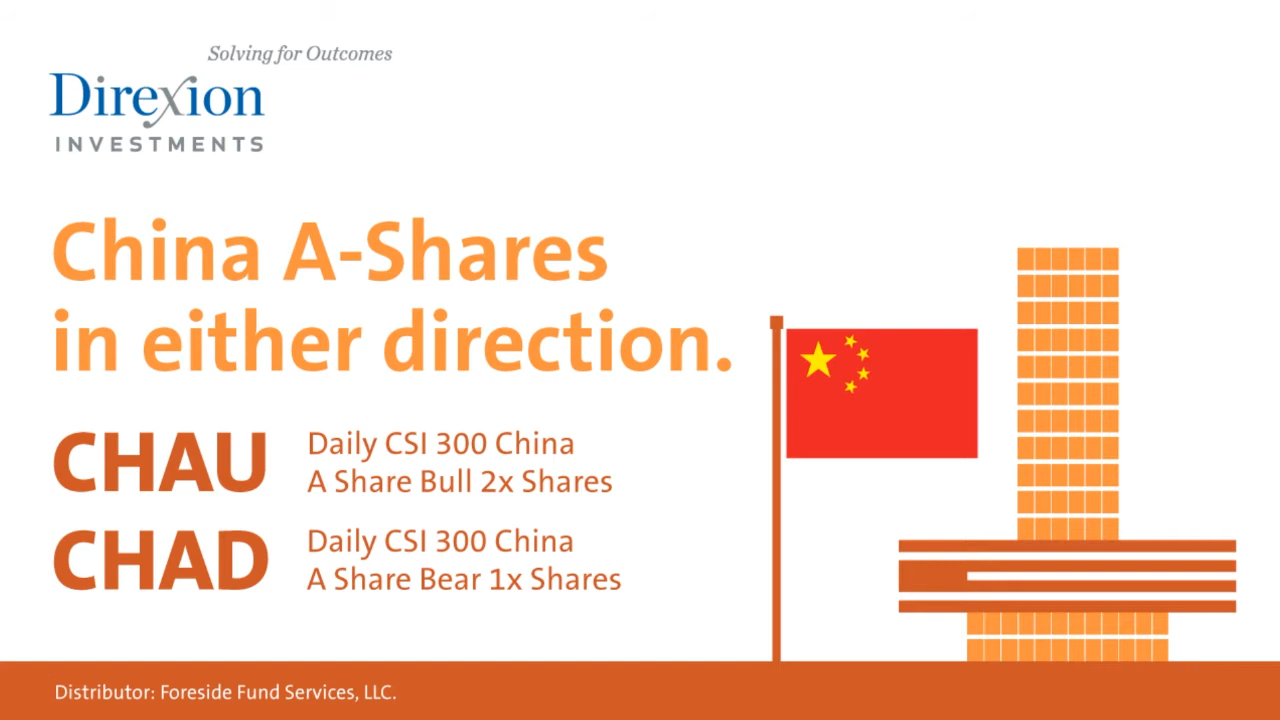 Solving for Outcomes
Direxion
INVESTMENTS
China A-Shares
in either direction.
CHAU
Daily CSI 300 China
A Share Bull 2x Shares
CHAD
Daily CSI 300 China
A Share Bear 1x Shares
Distributor: Foreside Fund Services, LLC.